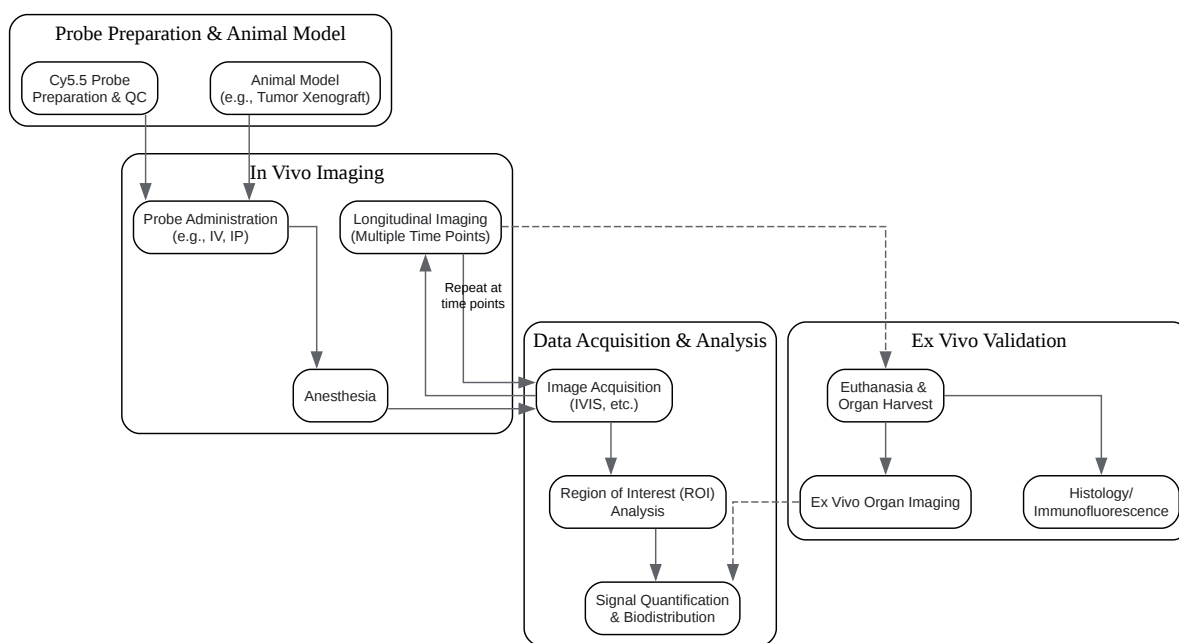 Probe Preparation & Animal Model
Cy5.5 Probe
Preparation & QC
Animal Model
(e.g., Tumor Xenograft)
In Vivo Imaging
Probe Administration
(e.g., IV, IP)
Longitudinal Imaging
(Multiple Time Points)
Repeat at
time points
Anesthesia
Data Acquisition & Analysis
Image Acquisition
(IVIS, etc.)
Region of Interest (ROI)
Analysis
Signal Quantification
& Biodistribution
Ex Vivo Validation
Euthanasia &
Organ Harvest
Ex Vivo Organ Imaging
Histology/
Immunofluorescence